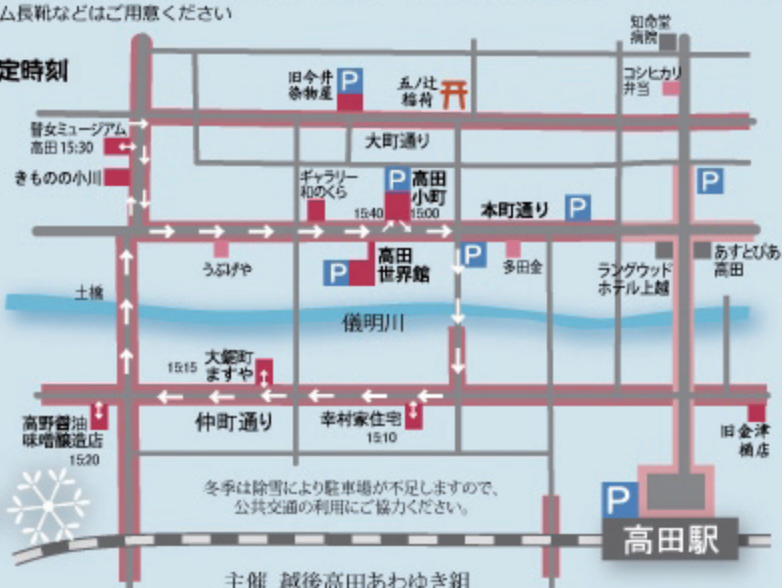 ム長靴などはご用意ください
定時刻
知命堂
病院
旧今井
染物屋
P
五ノ辻
稲荷
コシヒカリ
弁当
瞽女ミュージアム
高田 15:30
大町通り
きものの小川
ギャラリー
和のくら
P
高田
小町
15:40
15:00
本町通り
P
P
うぶげや
P
高田
世界館
P
多田金
ラングウッド
ホテル上越
あすとぴあ
高田
土橋
儀明川
15:15
大鋸町
ますや
高野醤油
味噌醸造店
15:20
仲町通り
幸村家住宅
15:10
旧金津
桶店
冬季は除雪により駐車場が不足しますので、
公共交通の利用にご協力ください。
P
高田駅
主催 越後高田あわゆき組